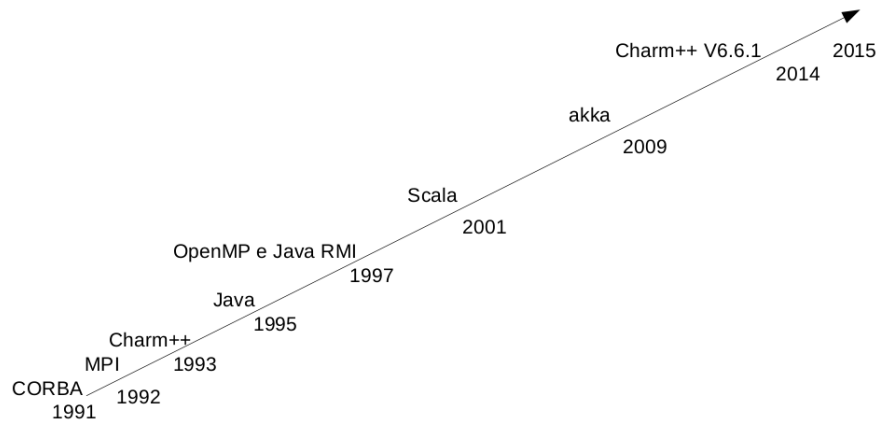 Charm++ V6.6.1
2015
2014
akka
2009
Scala
2001
OpenMP e Java RMI
1997
Java
1995
Charm++
1993
MPI
CORBA
1992
1991